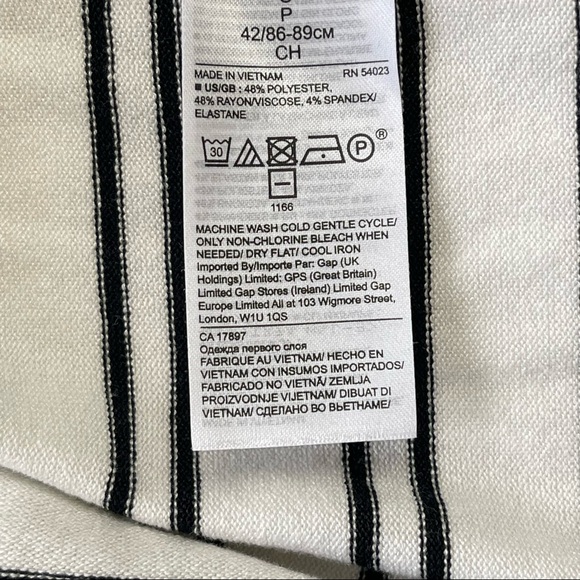 P
42/86-89CM
CH
MADE IN VIETNAM RN 54023
■ US/GB : 48% POLYESTER,
48% RAYON/VISCOSE, 4% SPANDEX/
ELASTANE
30 P ®
1166
MACHINE WASH COLD GENTLE CYCLE/
ONLY NON-CHLORINE BLEACH WHEN
NEEDED/ DRY FLAT/ COOL IRON
Imported By/Importe Par: Gap (UK
Holdings) Limited: GPS (Great Britain)
Limited Gap Stores (Ireland) Limited Gap
Europe Limited All at 103 Wigmore Street,
London, W1U 1QS
CA 17897
Одежда первого слоя
FABRIQUE AU VIETNAM/ HECHO EN
VIETNAM CON INSUMOS IMPORTADOS/
FABRICADO NO VIETNÃ/ ZEMLJA
PROIZVODNJE VIJETNAM/ DIBUAT DI
VIETNAM/ СДЕЛАНО ВО ВЬЕТНАМЕ/